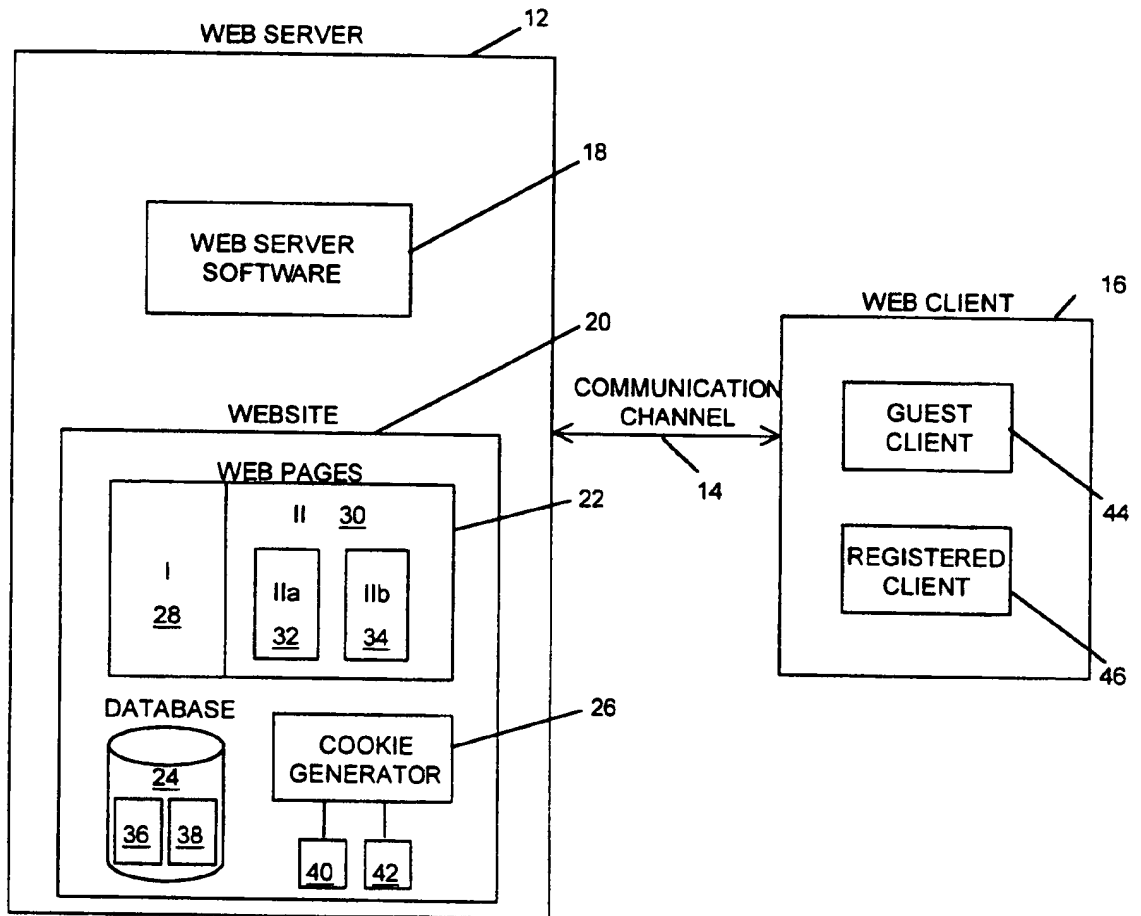 WEB SERVER
12
WEB SERVER
SOFTWARE
18
WEBSITE
20
WEB PAGES
22
I
28
II 30
IIa
32
IIb
34
DATABASE
24
36
38
COOKIE
GENERATOR
26
40
42
COMMUNICATION
CHANNEL
14
WEB CLIENT
16
GUEST
CLIENT
44
REGISTERED
CLIENT
46